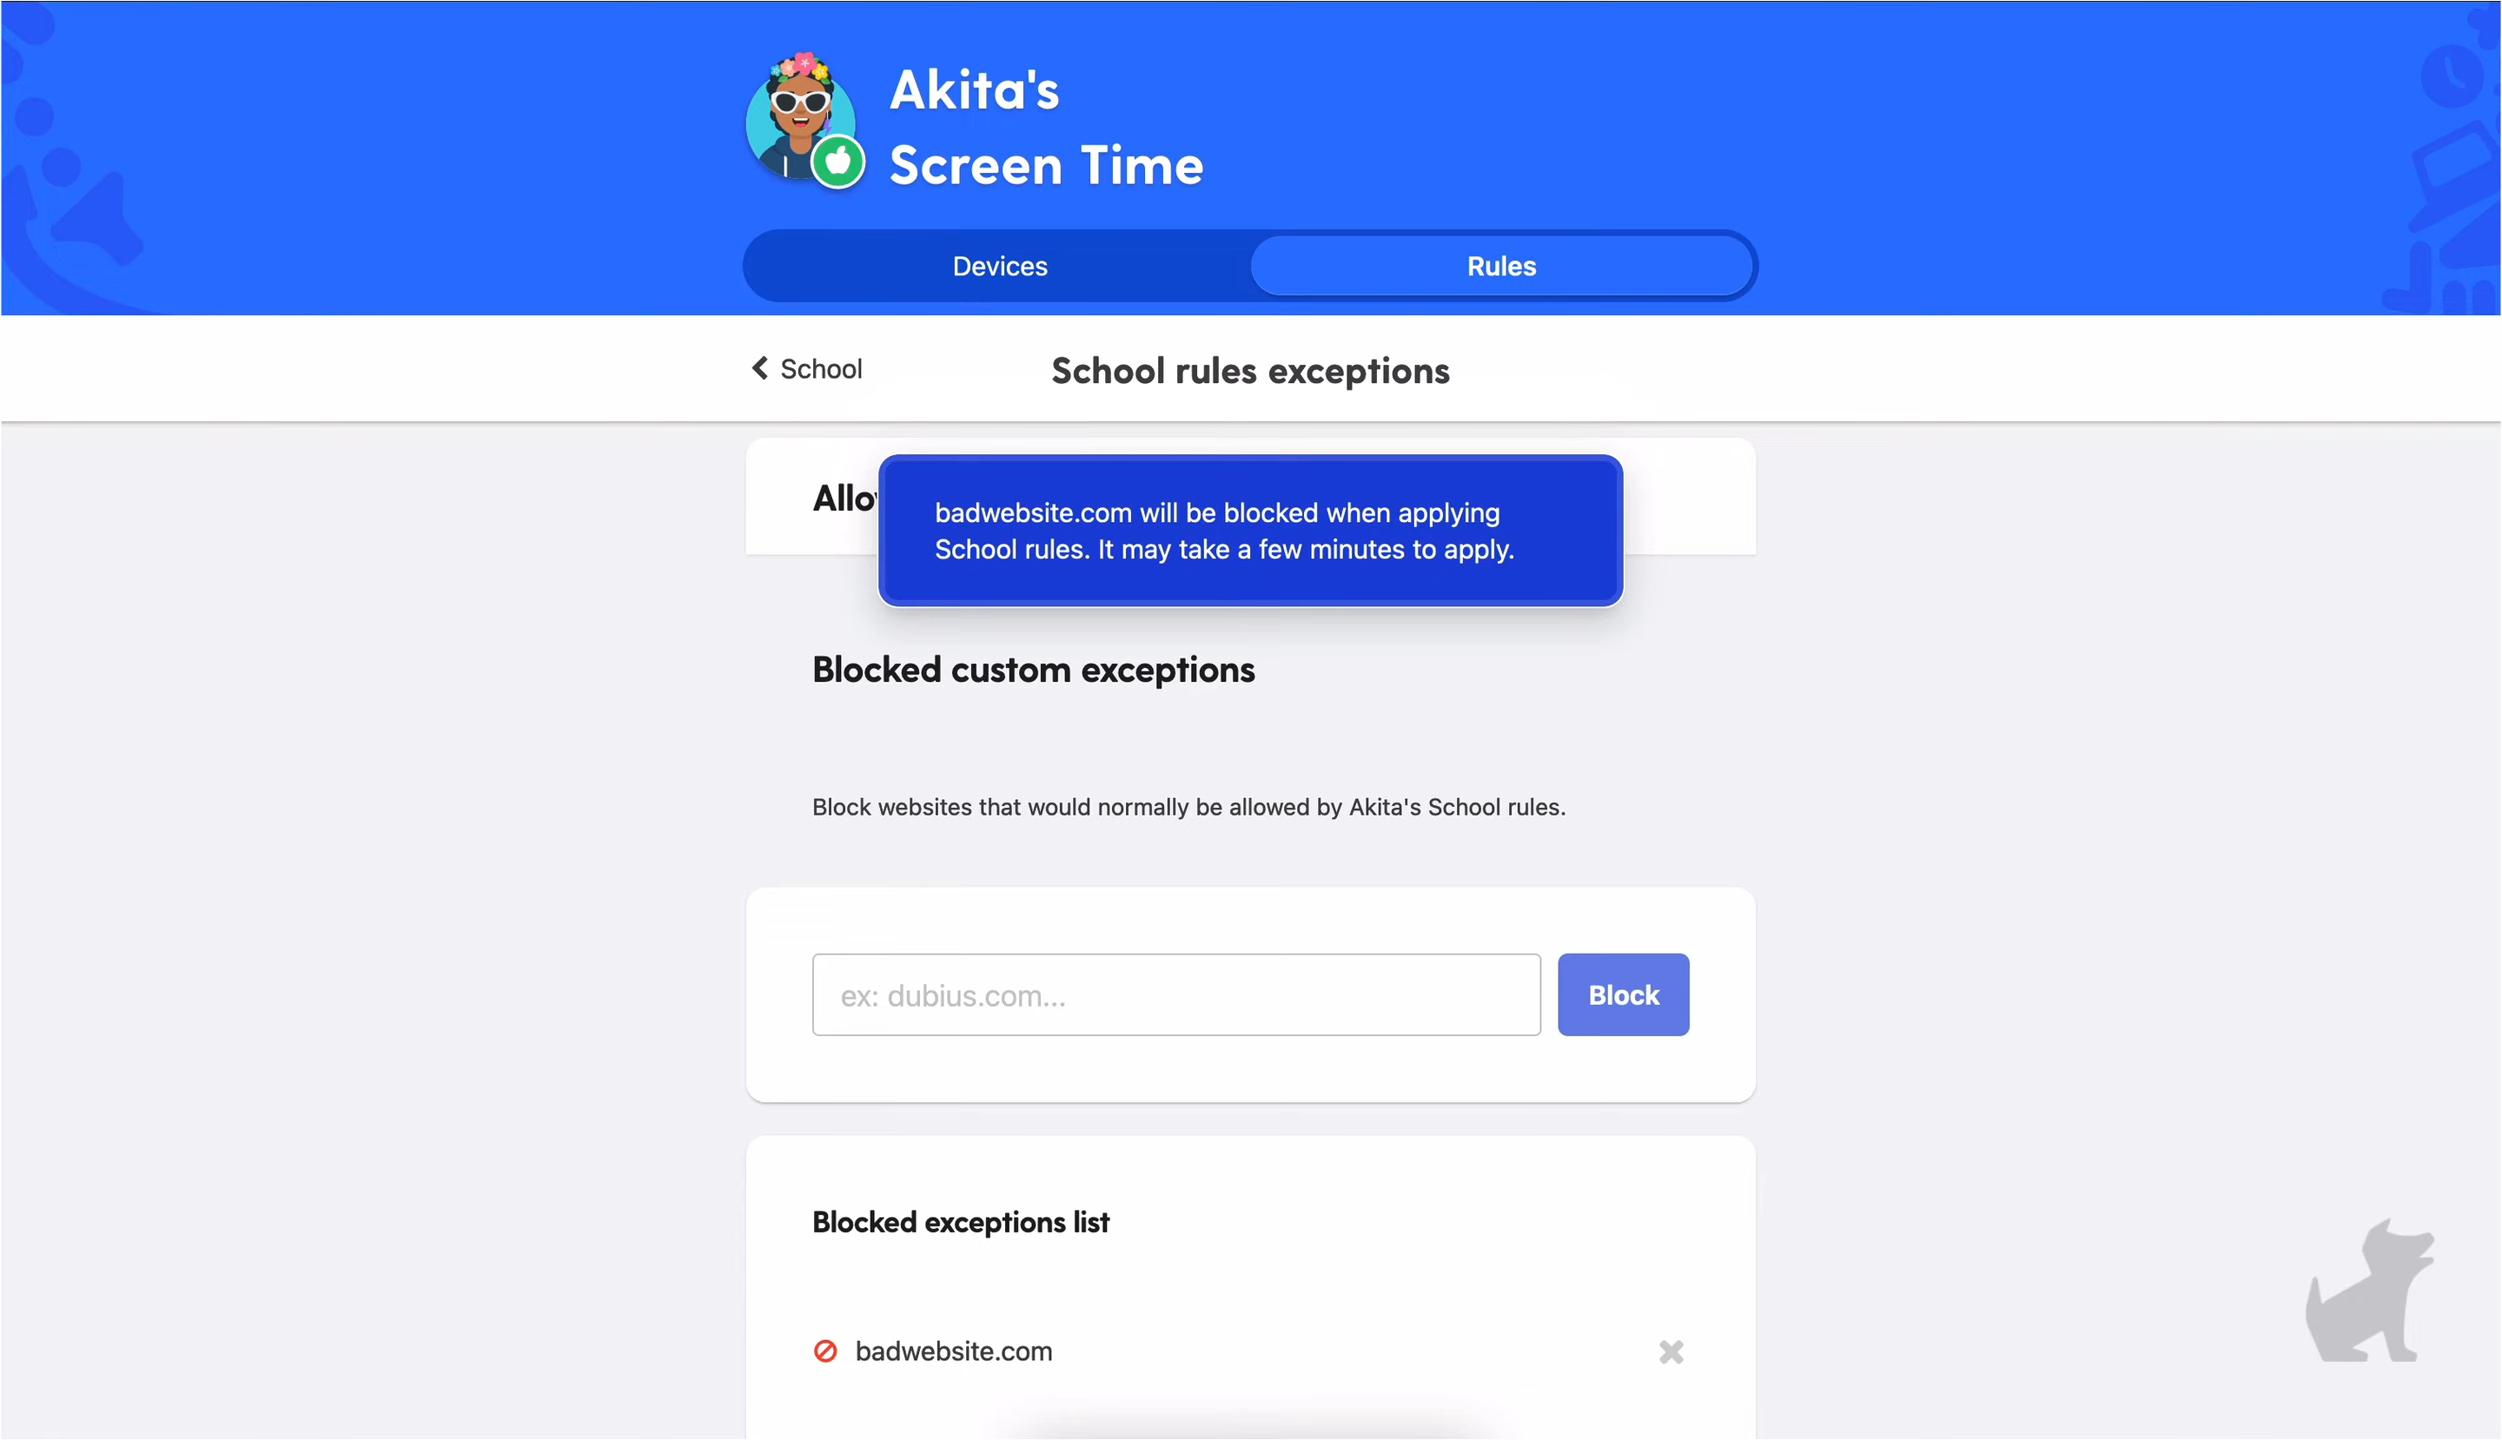 Akita's
Screen Time
Devices
Rules
School
School rules exceptions
badwebsite.com will be blocked when applying
School rules. It may take a few minutes to apply.
Blocked custom exceptions
Block websites that would normally be allowed by Akita's School rules.
ex: dubius.com...
Block
Blocked exceptions list
badwebsite.com